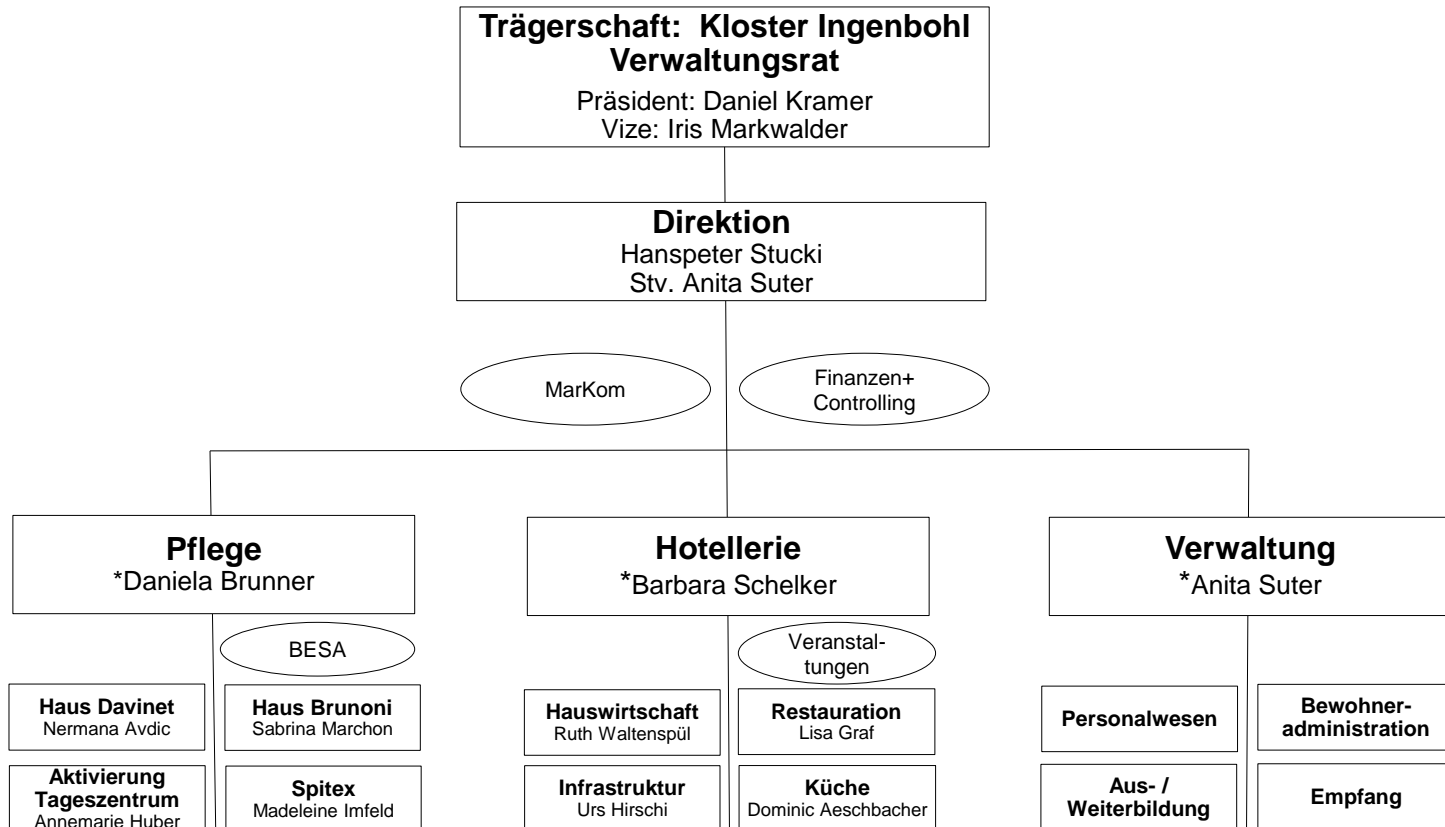 Trägerschaft: Kloster Ingenbohl
Verwaltungsrat
Präsident: Daniel Kramer
Vize: Iris Markwalder
Direktion
Hanspeter Stucki
Stv. Anita Suter
MarKom
Finanzen+
Controlling
Pflege
*Daniela Brunner
Hotellerie
*Barbara Schelker
Verwaltung
*Anita Suter
BESA
Veranstal-
tungen
Haus Davinet
Nermana Avdic
Haus Brunoni
Sabrina Marchon
Hauswirtschaft
Ruth Waltenspül
Restauration
Lisa Graf
Personalwesen
Bewohner-
administration
Aktivierung
Tageszentrum
Annemarie Huber
Spitex
Madeleine Imfeld
Infrastruktur
Urs Hirschi
Küche
Dominic Aeschbacher
Aus- /
Weiterbildung
Empfang